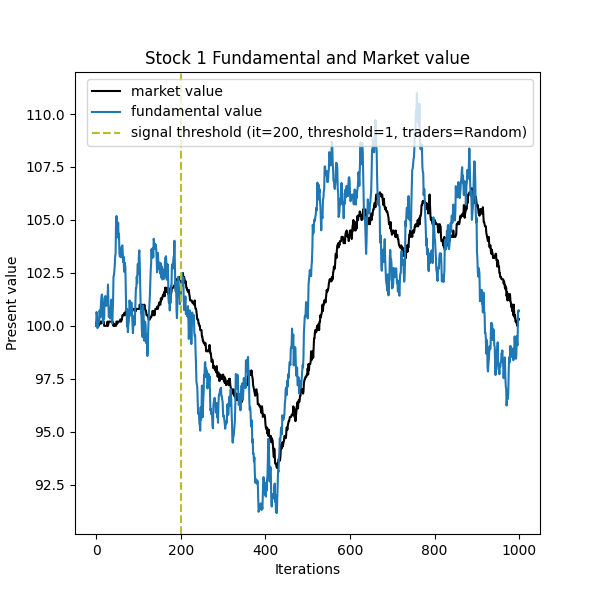 Stock 1 Fundamental and Market value
market value
fundamental value
signal threshold (it=200, threshold=1, traders=Random)
Present value
110.0
107.5
105.0
102.5
100.0
97.5
95.0
92.5
0 200 400 600 800 1000
Iterations